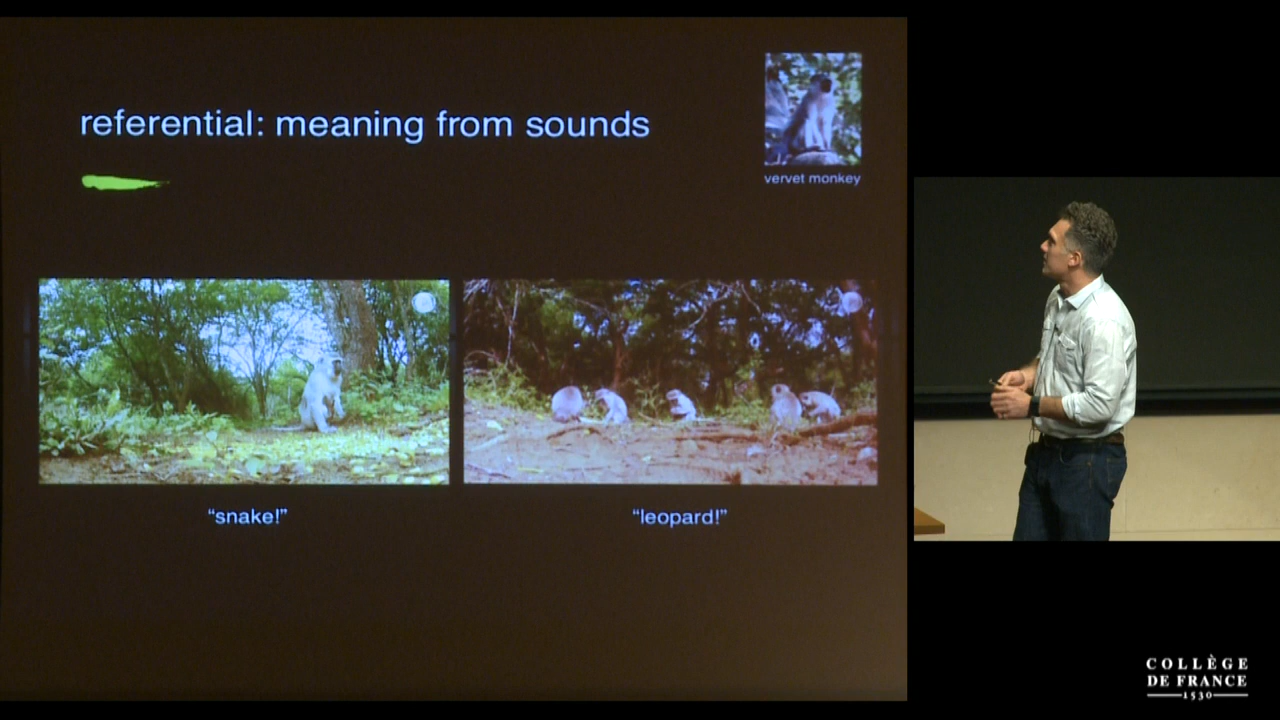 referential: meaning from sounds
vervet monkey
“snake!”
“leopard!”
COLLÈGE
DE FRANCE
1530